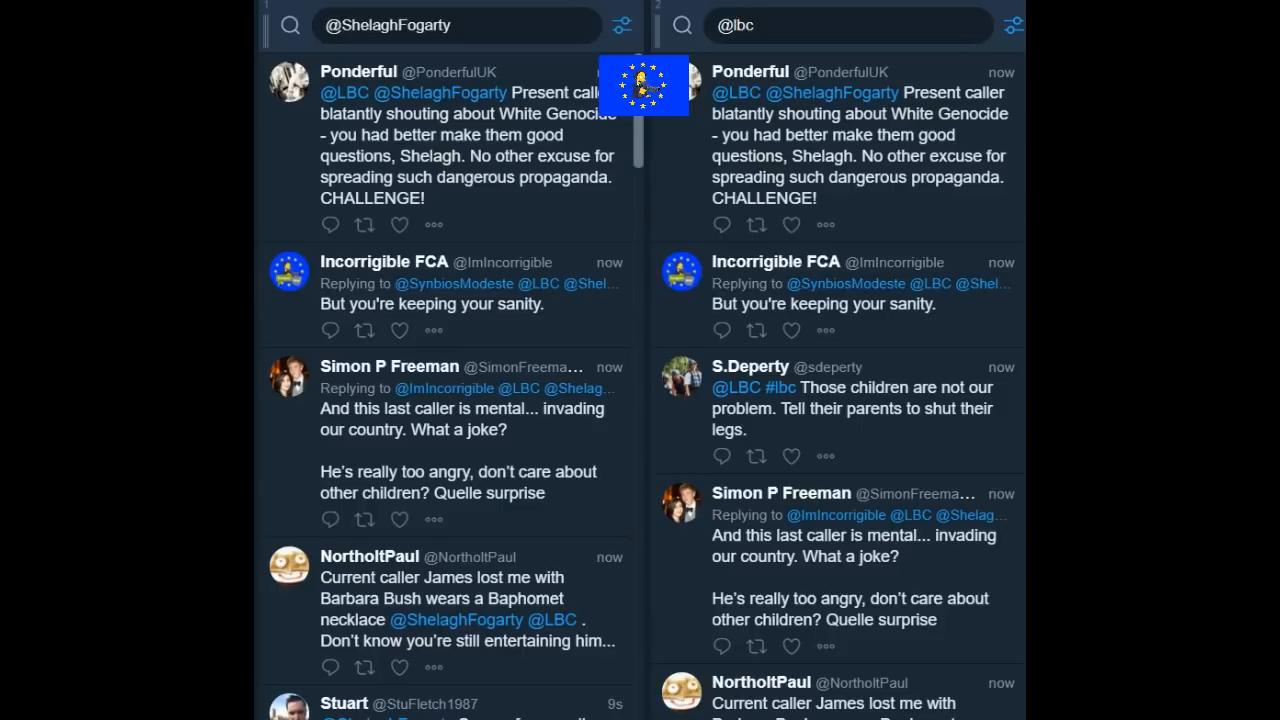 1
@ShelaghFogarty
Ponderful @PonderfulUK
@LBC @ShelaghFogarty Present
blatantly shouting about White Genocide
- you had better make them good
questions, Shelagh. No other excuse for
spreading such dangerous propaganda.
CHALLENGE!
Incorrigible FCA @ImIncorrigible now
Replying to @SynbiosModeste @LBC @Shel...
But you're keeping your sanity.
Simon P Freeman @SimonFreema... now
Replying to @ImIncorrigible @LBC @Shelag...
And this last caller is mental... invading
our country. What a joke?
He's really too angry, don't care about
other children? Quelle surprise
NortholtPaul @NortholtPaul now
Current caller James lost me with
Barbara Bush wears a Baphomet
necklace @ShelaghFogarty @LBC .
Don't know you're still entertaining him...
Stuart @StuFletch1987 9s
2
@lbc
Ponderful @PonderfulUK now
@LBC @ShelaghFogarty Present caller
blatantly shouting about White Genocide
- you had better make them good
questions, Shelagh. No other excuse for
spreading such dangerous propaganda.
CHALLENGE!
Incorrigible FCA @ImIncorrigible now
Replying to @SynbiosModeste @LBC @Shel...
But you're keeping your sanity.
S.Deperty @sdeperty now
@LBC #lbc Those children are not our
problem. Tell their parents to shut their
legs.
Simon P Freeman @SimonFreema... now
Replying to @ImIncorrigible @LBC @Shelag...
And this last caller is mental... invading
our country. What a joke?
He's really too angry, don't care about
other children? Quelle surprise
NortholtPaul @NortholtPaul now
Current caller James lost me with